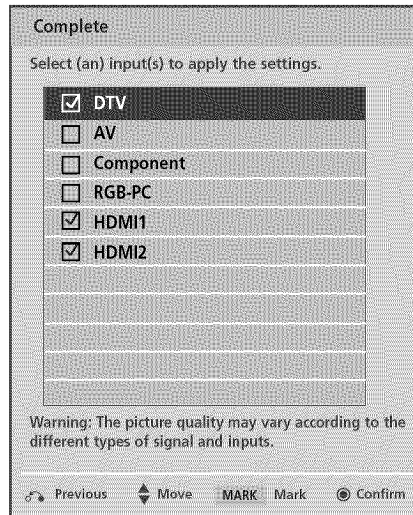 Complete
Select (an) input(s) to apply the settings.
DTV
AV
Component
RGB-PC
HDMI1
HDMI2
Warning: The picture quality may vary according to the
different types of signal and inputs.
Previous Move MARK Mark Confirm